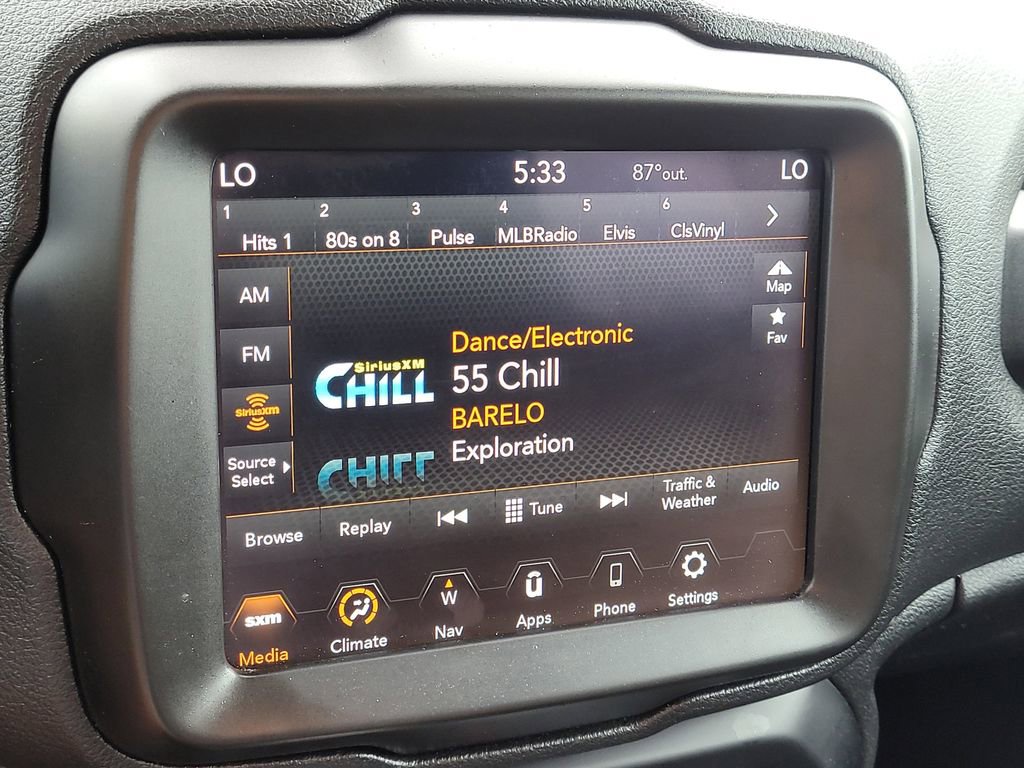 LO 5:33 87°out. LO
1 2 3 4 5 6
Hits 1 80s on 8 Pulse MLBRadio Elvis ClsVinyl
AM
Map
FM
Fav
SiriusXM
CHILL
Dance/Electronic
55 Chill
BARELO
Exploration
SiriusXm
Source
Select
CHILL
Browse
Replay
Tune
Traffic &
Weather
Audio
sxm
Media
Climate
W
Nav
u
Apps
Phone
Settings